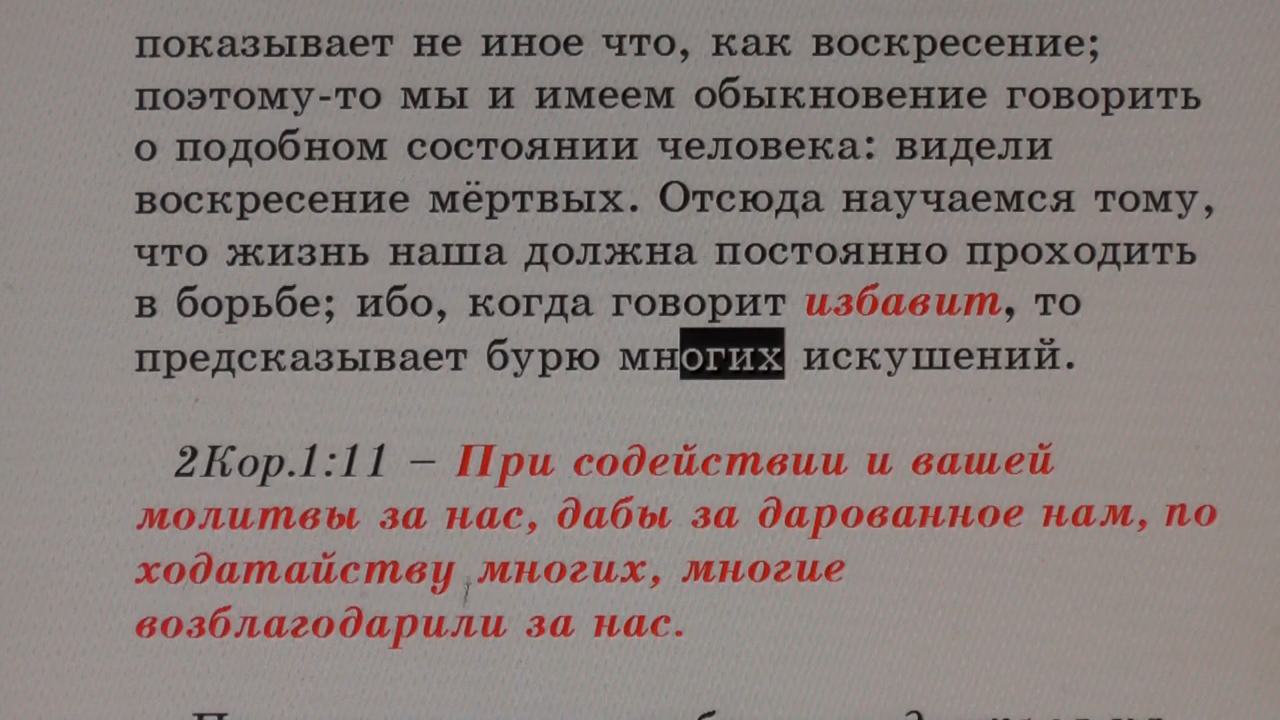 показывает не иное что, как воскресение;
поэтому-то мы и имеем обыкновение говорить
о подобном состоянии человека: видели
воскресение мёртвых. Отсюда научаемся тому,
что жизнь наша должна постоянно проходить
в борьбе; ибо, когда говорит избавит, то
предсказывает бурю многих искушений.
2Кор.1:11 – При содействии и вашей
молитвы за нас, дабы за дарованное нам, по
ходатайству многих, многие
возблагодарили за нас.